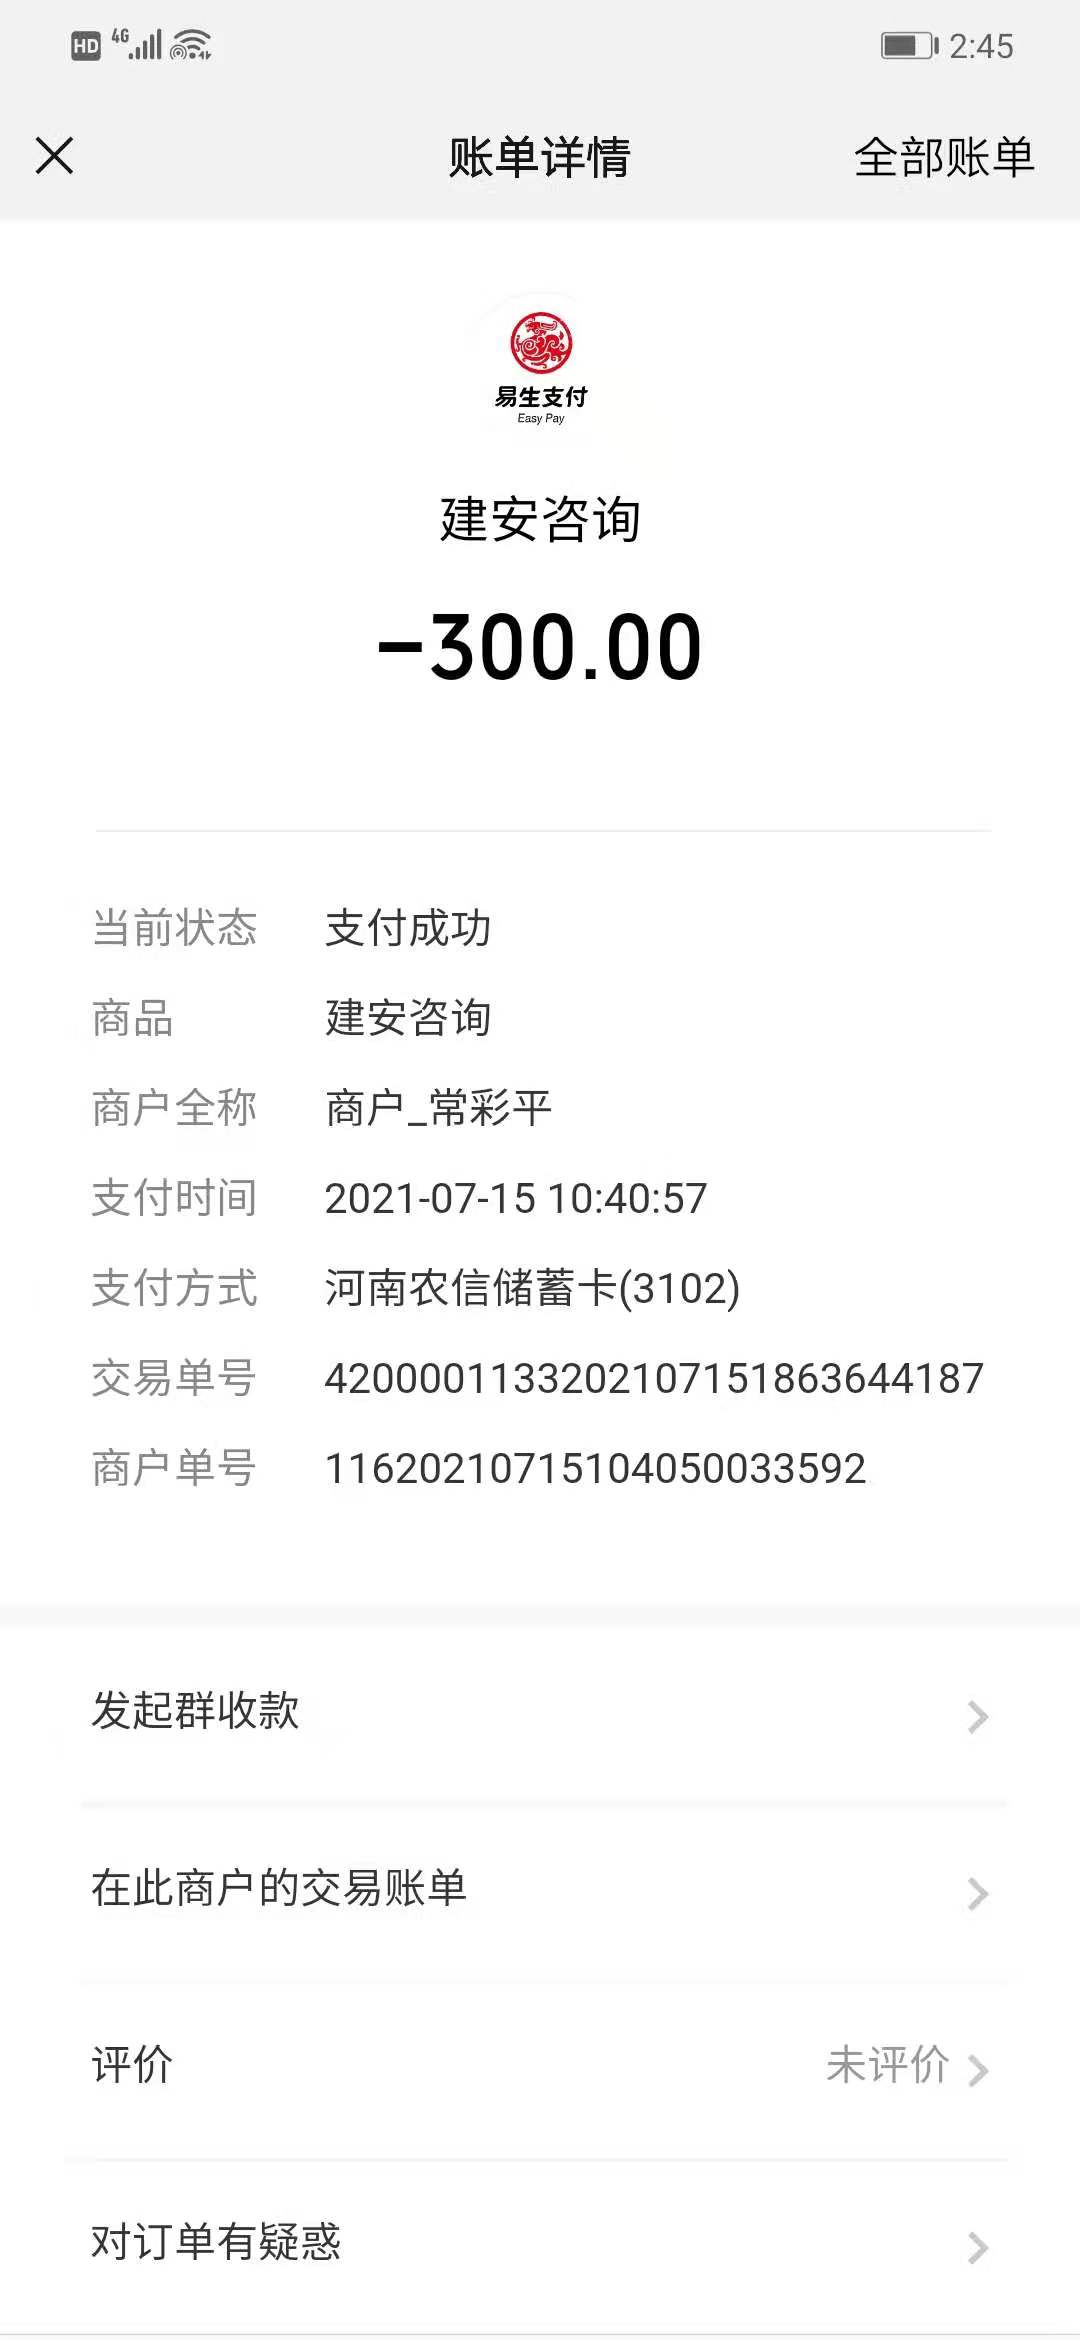 HD 4G 2:45
账单详情 全部账单
易生支付
Easy Pay
建安咨询
-300.00
当前状态 支付成功
商品 建安咨询
商户全称 商户_常彩平
支付时间 2021-07-15 10:40:57
支付方式 河南农信储蓄卡(3102)
交易单号 4200001133202107151863644187
商户单号 11620210715104050033592
发起群收款
在此商户的交易账单
评价 未评价
对订单有疑惑